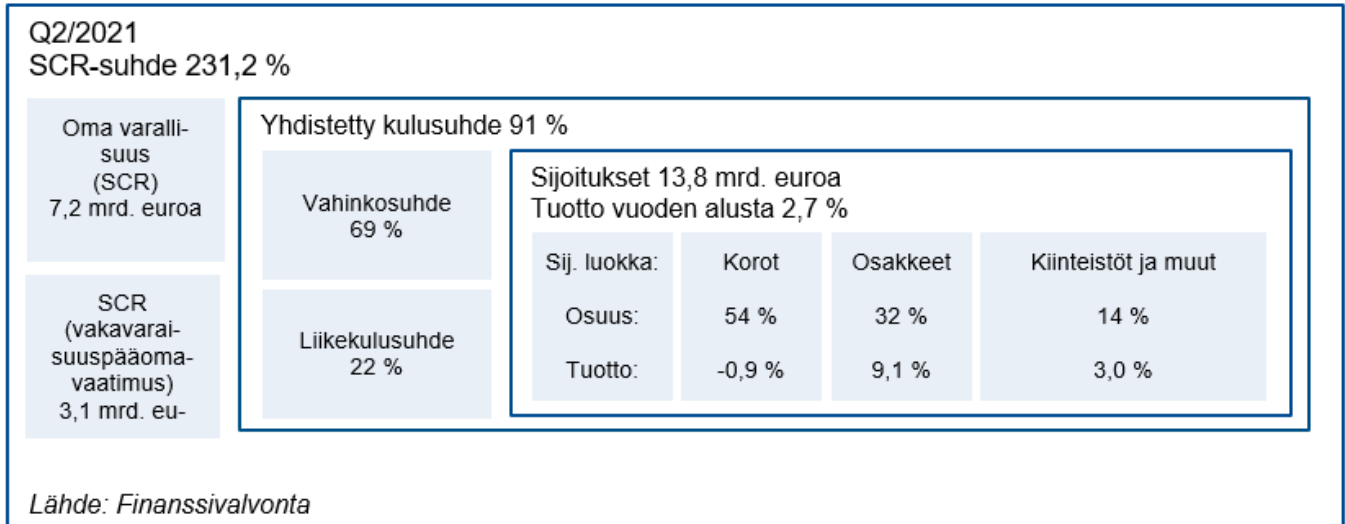 Q2/2021
SCR-suhde 231,2 %
Oma varalli-
suus
(SCR)
7,2 mrd. euroa
SCR
(vakavarai-
suuspääoma-
vaatimus)
3,1 mrd. eu-
Yhdistetty kulusuhde 91 %
Vahinkosuhde
69 %
Liikekulusuhde
22 %
Sijoitukset 13,8 mrd. euroa
Tuotto vuoden alusta 2,7 %
Sij. luokka: Korot Osakkeet Kiinteistöt ja muut
Osuus: 54 % 32 % 14 %
Tuotto: -0,9 % 9,1 % 3,0 %
Lähde: Finanssivalvonta